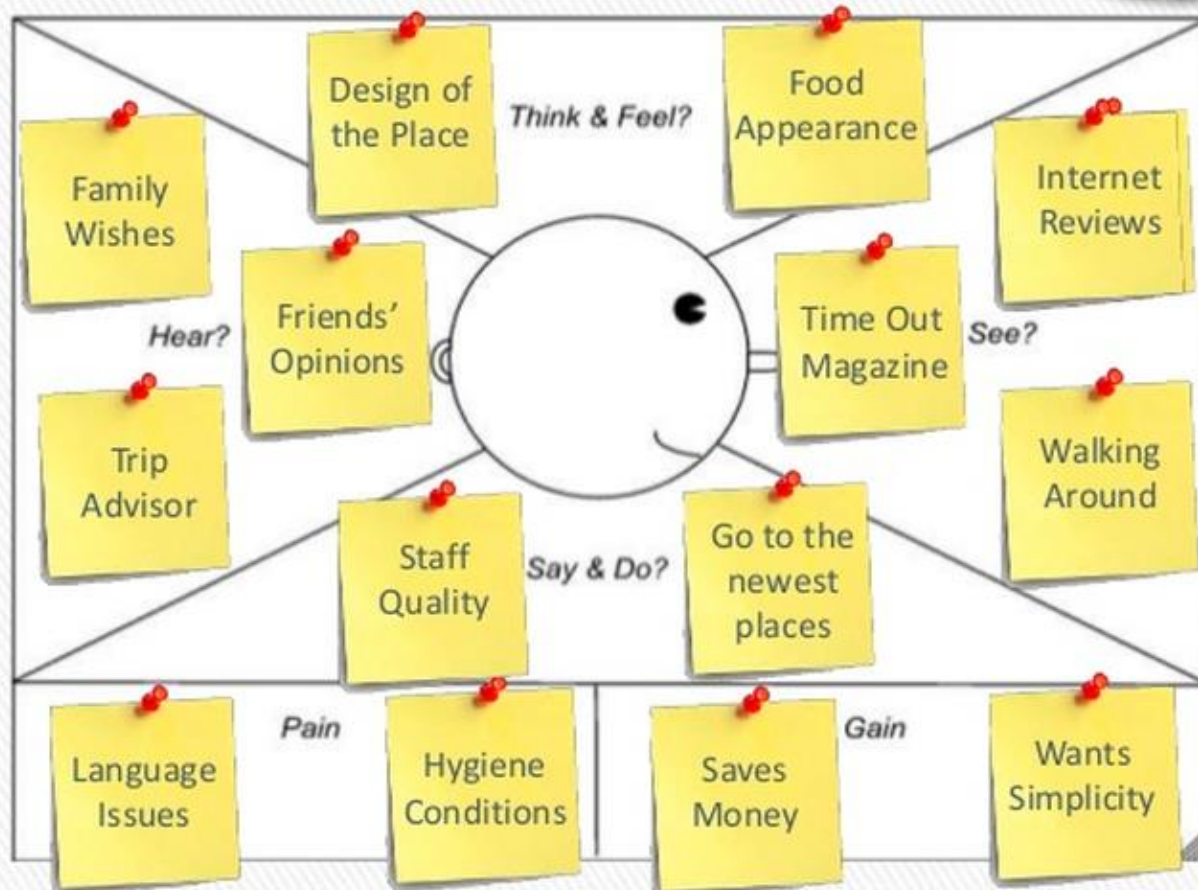 Design of
the Place
Think & Feel?
Food
Appearance
Family
Wishes
Internet
Reviews
Hear?
Friends’
Opinions
Time Out
Magazine
See?
Trip
Advisor
Walking
Around
Staff
Quality
Say & Do?
Go to the
newest
places
Pain
Gain
Language
Issues
Hygiene
Conditions
Saves
Money
Wants
Simplicity